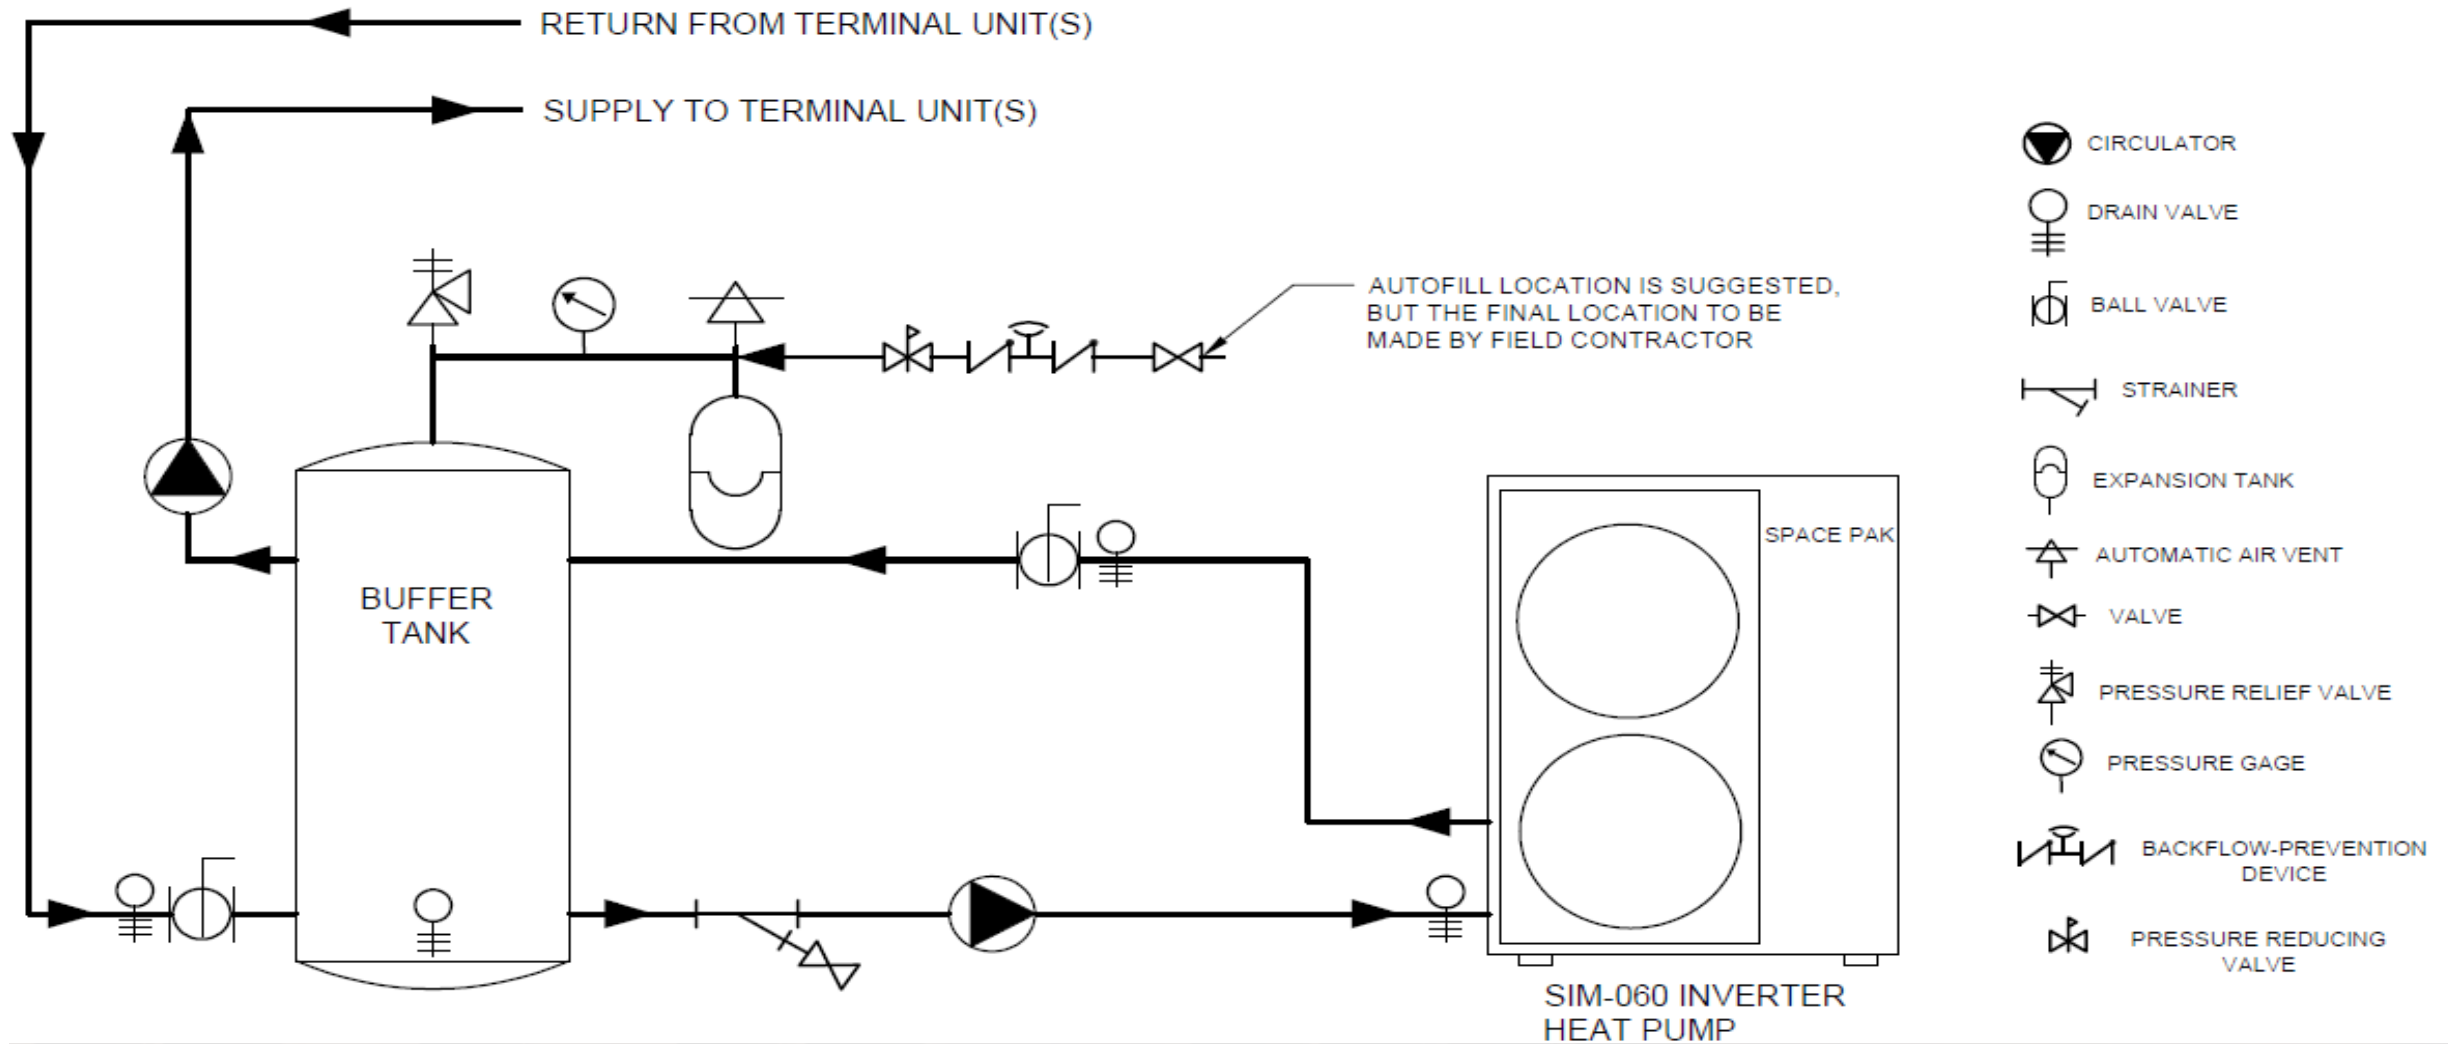 RETURN FROM TERMINAL UNIT(S)
SUPPLY TO TERMINAL UNIT(S)
AUTOFILL LOCATION IS SUGGESTED,
BUT THE FINAL LOCATION TO BE
MADE BY FIELD CONTRACTOR
BUFFER
TANK
SPACE PAK
SIM-060 INVERTER
HEAT PUMP
CIRCULATOR
DRAIN VALVE
BALL VALVE
STRAINER
EXPANSION TANK
AUTOMATIC AIR VENT
VALVE
PRESSURE RELIEF VALVE
PRESSURE GAGE
BACKFLOW-PREVENTION
DEVICE
PRESSURE REDUCING
VALVE